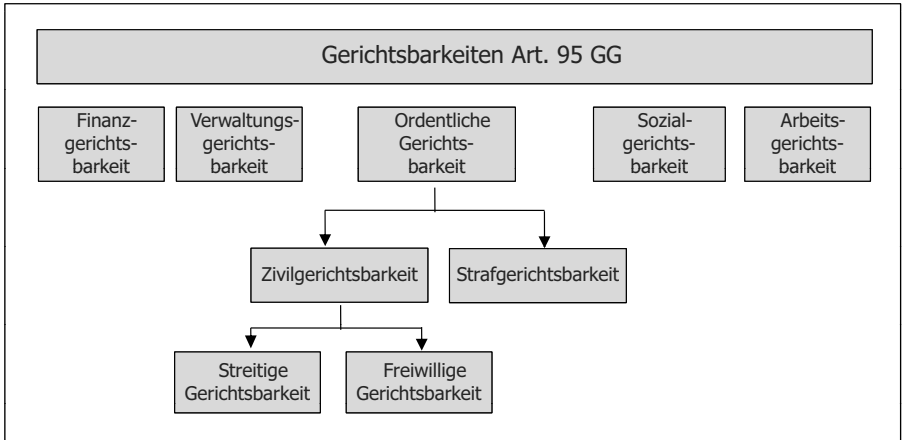 Gerichtsbarkeiten Art. 95 GG
Finanz-
gerichts-
barkeit
Verwaltungs-
gerichts-
barkeit
Ordentliche
Gerichts-
barkeit
Sozial-
gerichts-
barkeit
Arbeits-
gerichts-
barkeit
Zivilgerichtsbarkeit
Strafgerichtsbarkeit
Streitige
Gerichtsbarkeit
Freiwillige
Gerichtsbarkeit